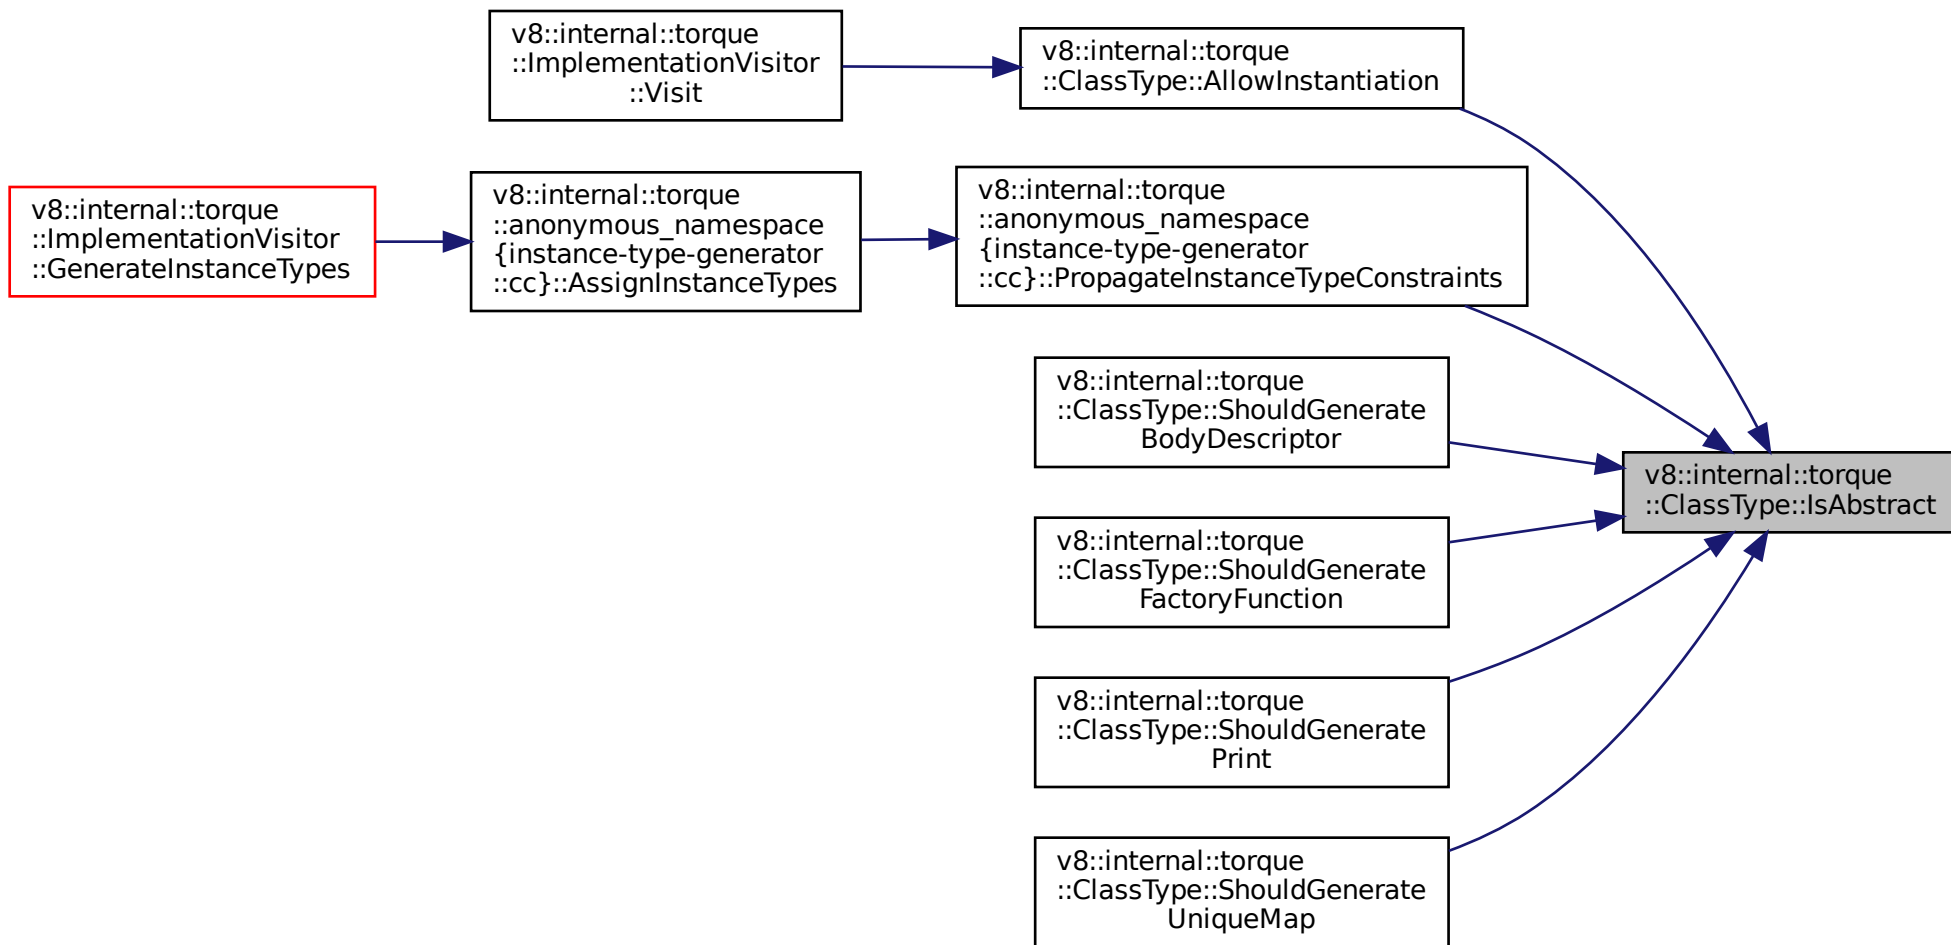 v8::internal::torque
::ImplementationVisitor
::Visit
v8::internal::torque
::ClassType::AllowInstantiation
v8::internal::torque
::ImplementationVisitor
::GenerateInstanceTypes
v8::internal::torque
::anonymous_namespace
{instance-type-generator
::cc}::AssignInstanceTypes
v8::internal::torque
::anonymous_namespace
{instance-type-generator
::cc}::PropagateInstanceTypeConstraints
v8::internal::torque
::ClassType::ShouldGenerate
BodyDescriptor
v8::internal::torque
::ClassType::IsAbstract
v8::internal::torque
::ClassType::ShouldGenerate
FactoryFunction
v8::internal::torque
::ClassType::ShouldGenerate
Print
v8::internal::torque
::ClassType::ShouldGenerate
UniqueMap